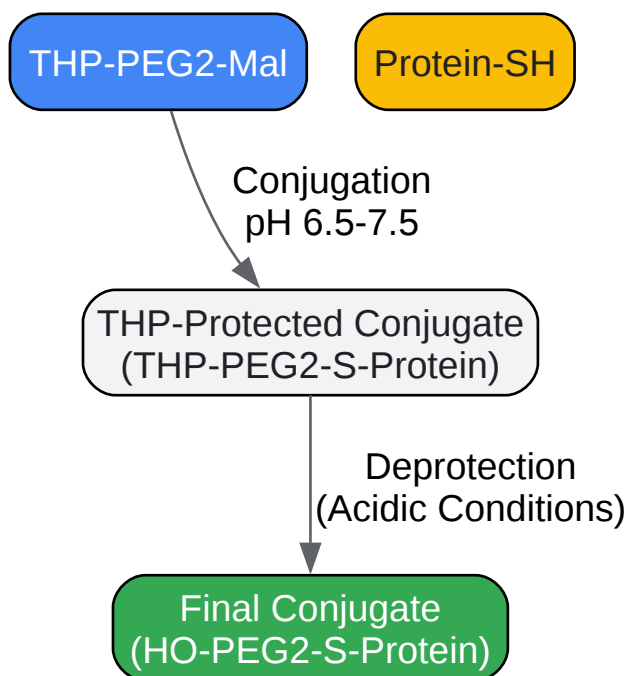 THP-PEG2-Mal
Protein-SH
Conjugation
pH 6.5-7.5
THP-Protected Conjugate
(THP-PEG2-S-Protein)
Deprotection
(Acidic Conditions)
Final Conjugate
(HO-PEG2-S-Protein)